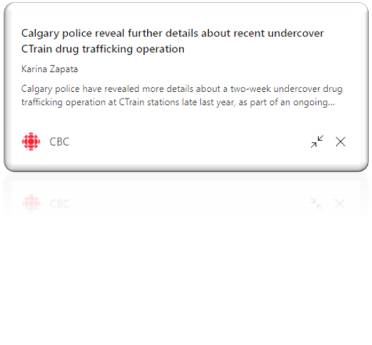 Calgary police reveal further details about recent undercover
CTrain drug trafficking operation
Karina Zapata
Calgary police have revealed more details about a two-week undercover drug
trafficking operation at CTrain stations late last year, as part of an ongoing...
CBC
CBC